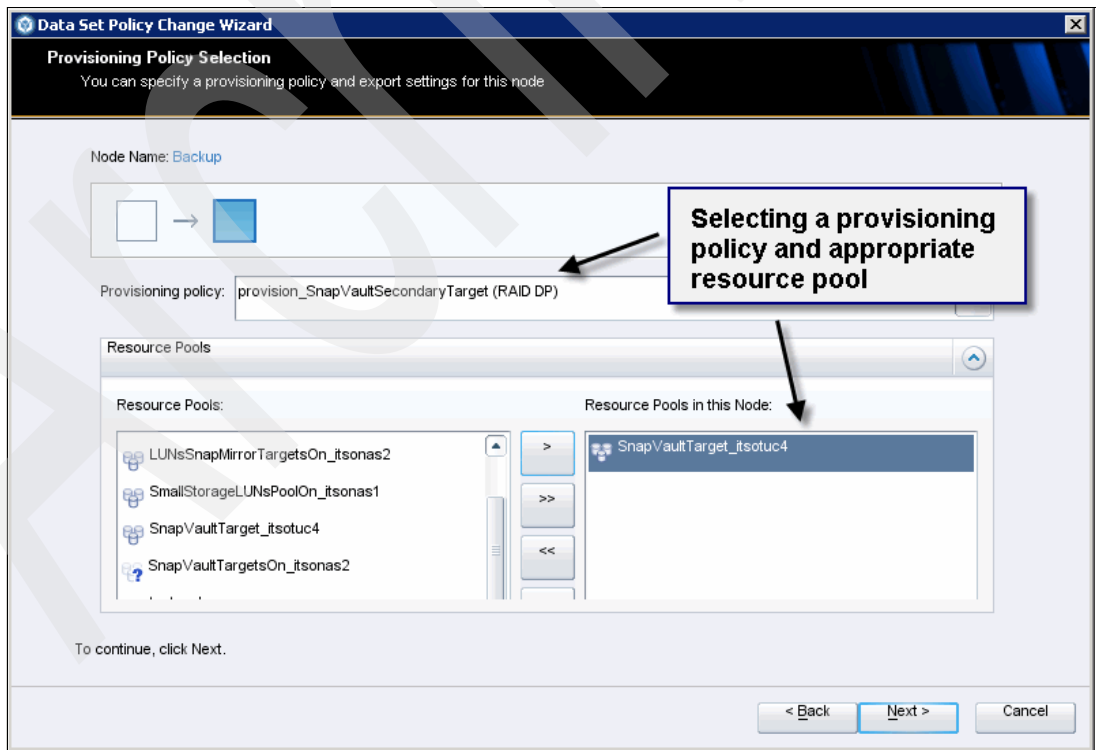 Data Set Policy Change Wizard
Provisioning Policy Selection
You can specify a provisioning policy and export settings for this node
Node Name: Backup
Selecting a provisioning
policy and appropriate
resource pool
Provisioning policy: provision_SnapVaultSecondaryTarget (RAID DP)
Resource Pools
Resource Pools:
Resource Pools in this Node:
LUNsSnapMirrorTargetsOn_itsonas2
SmallStorageLUNsPoolOn_itsonas1
SnapVaultTarget_itsotuc4
SnapVaultTargetsOn_itsonas2
>
>>
<<
SnapVaultTarget_itsotuc4
To continue, click Next.
< Back
Next >
Cancel